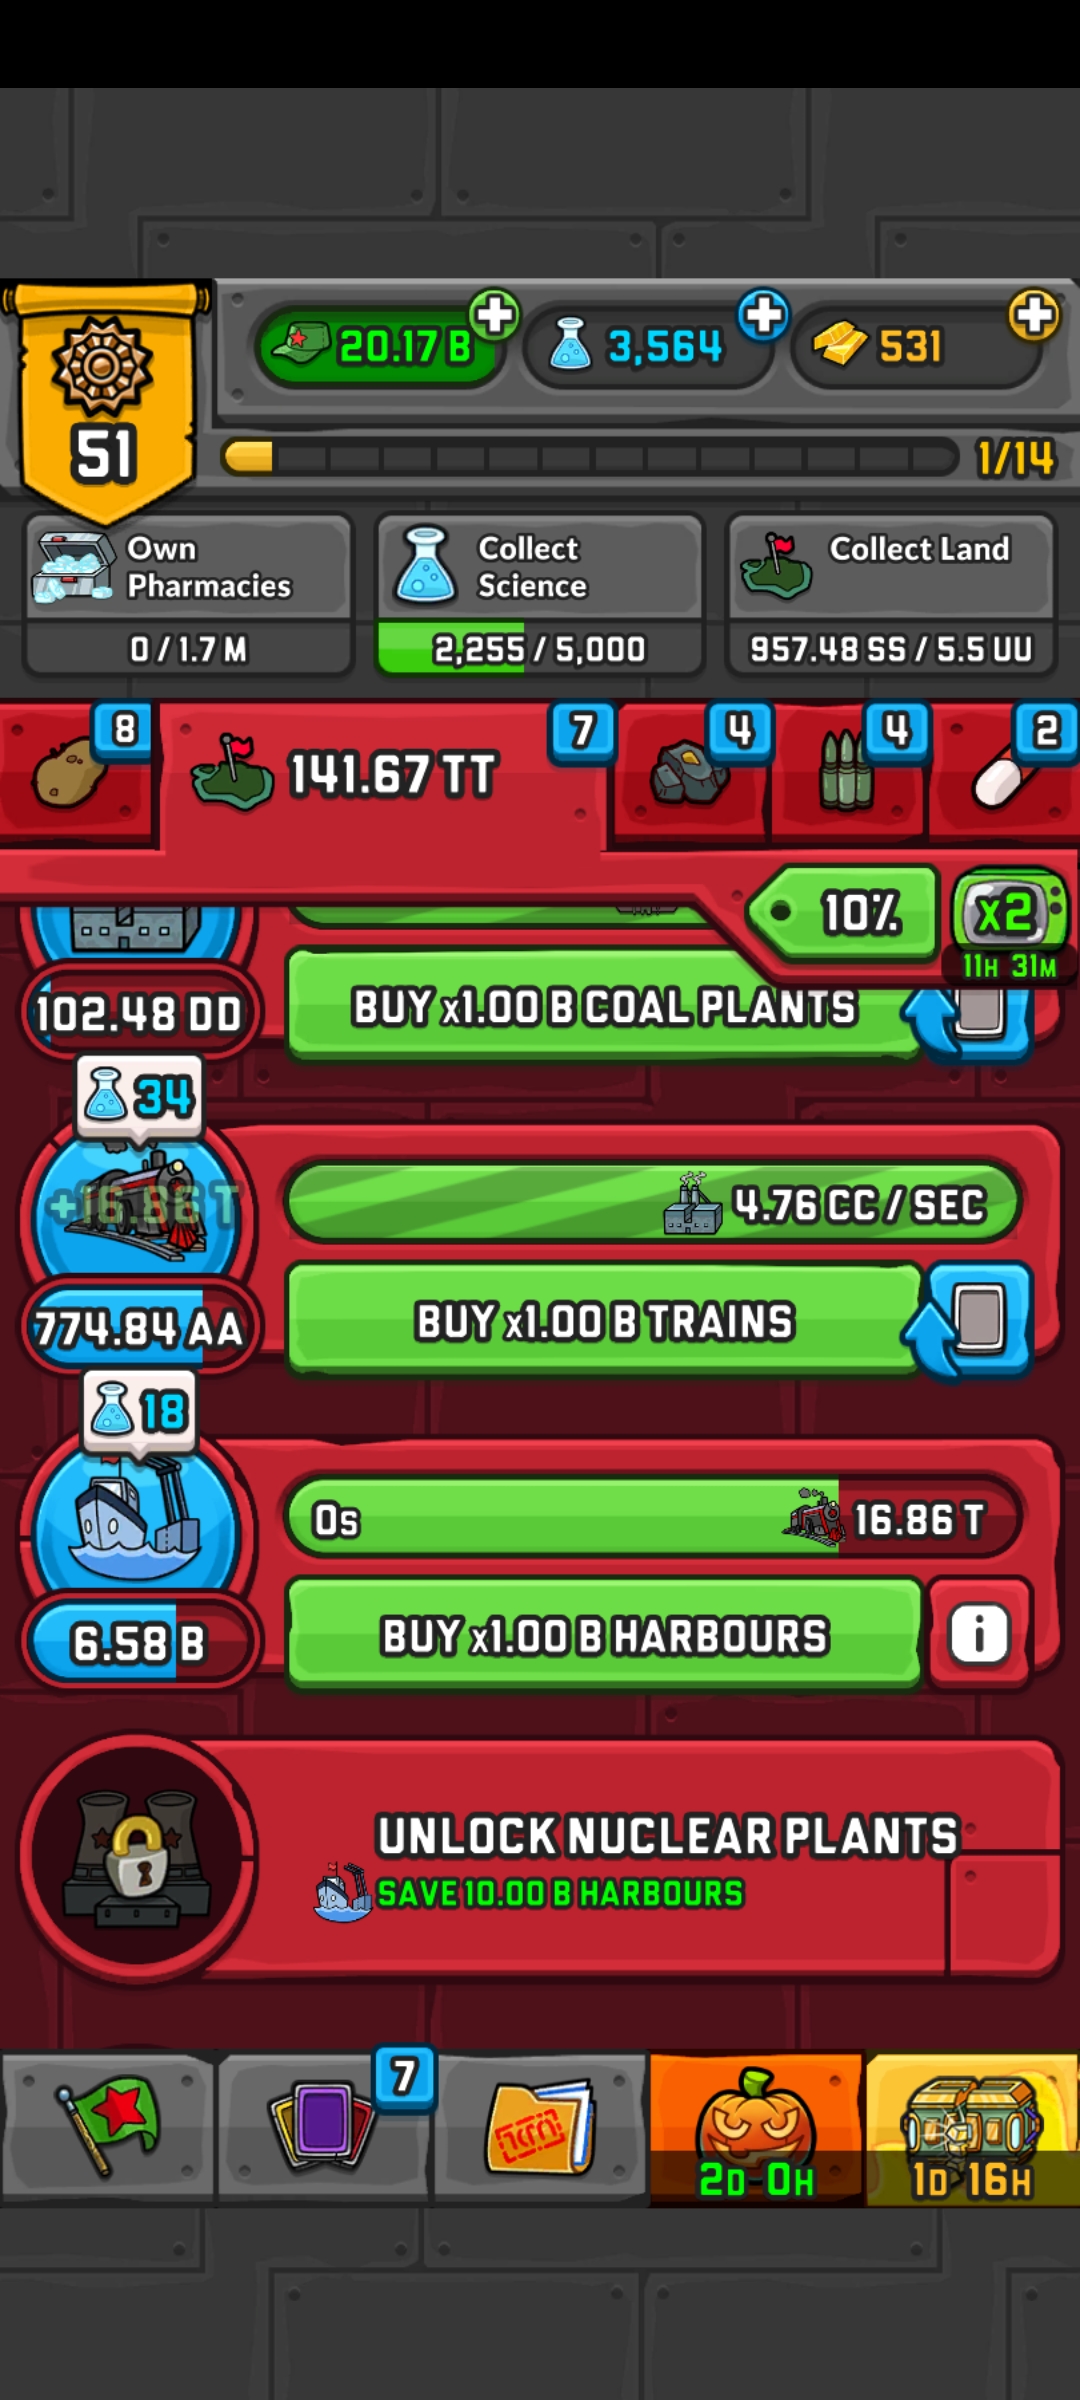 20.17 B
3,564
531
51
1/14
Own
Pharmacies
0 / 1.7 M
Collect
Science
2,255 / 5,000
Collect Land
957.48 SS / 5.5 UU
8
141.67 TT
7
4
4
2
10%
x2
11H 31M
102.48 DD
BUY x1.00 B COAL PLANTS
34
+16.86 T
4.76 CC / SEC
774.84 AA
BUY x1.00 B TRAINS
18
0s
16.86 T
6.58 B
BUY x1.00 B HARBOURS
i
UNLOCK NUCLEAR PLANTS
SAVE 10.00 B HARBOURS
7
2D 0H
1D 16H